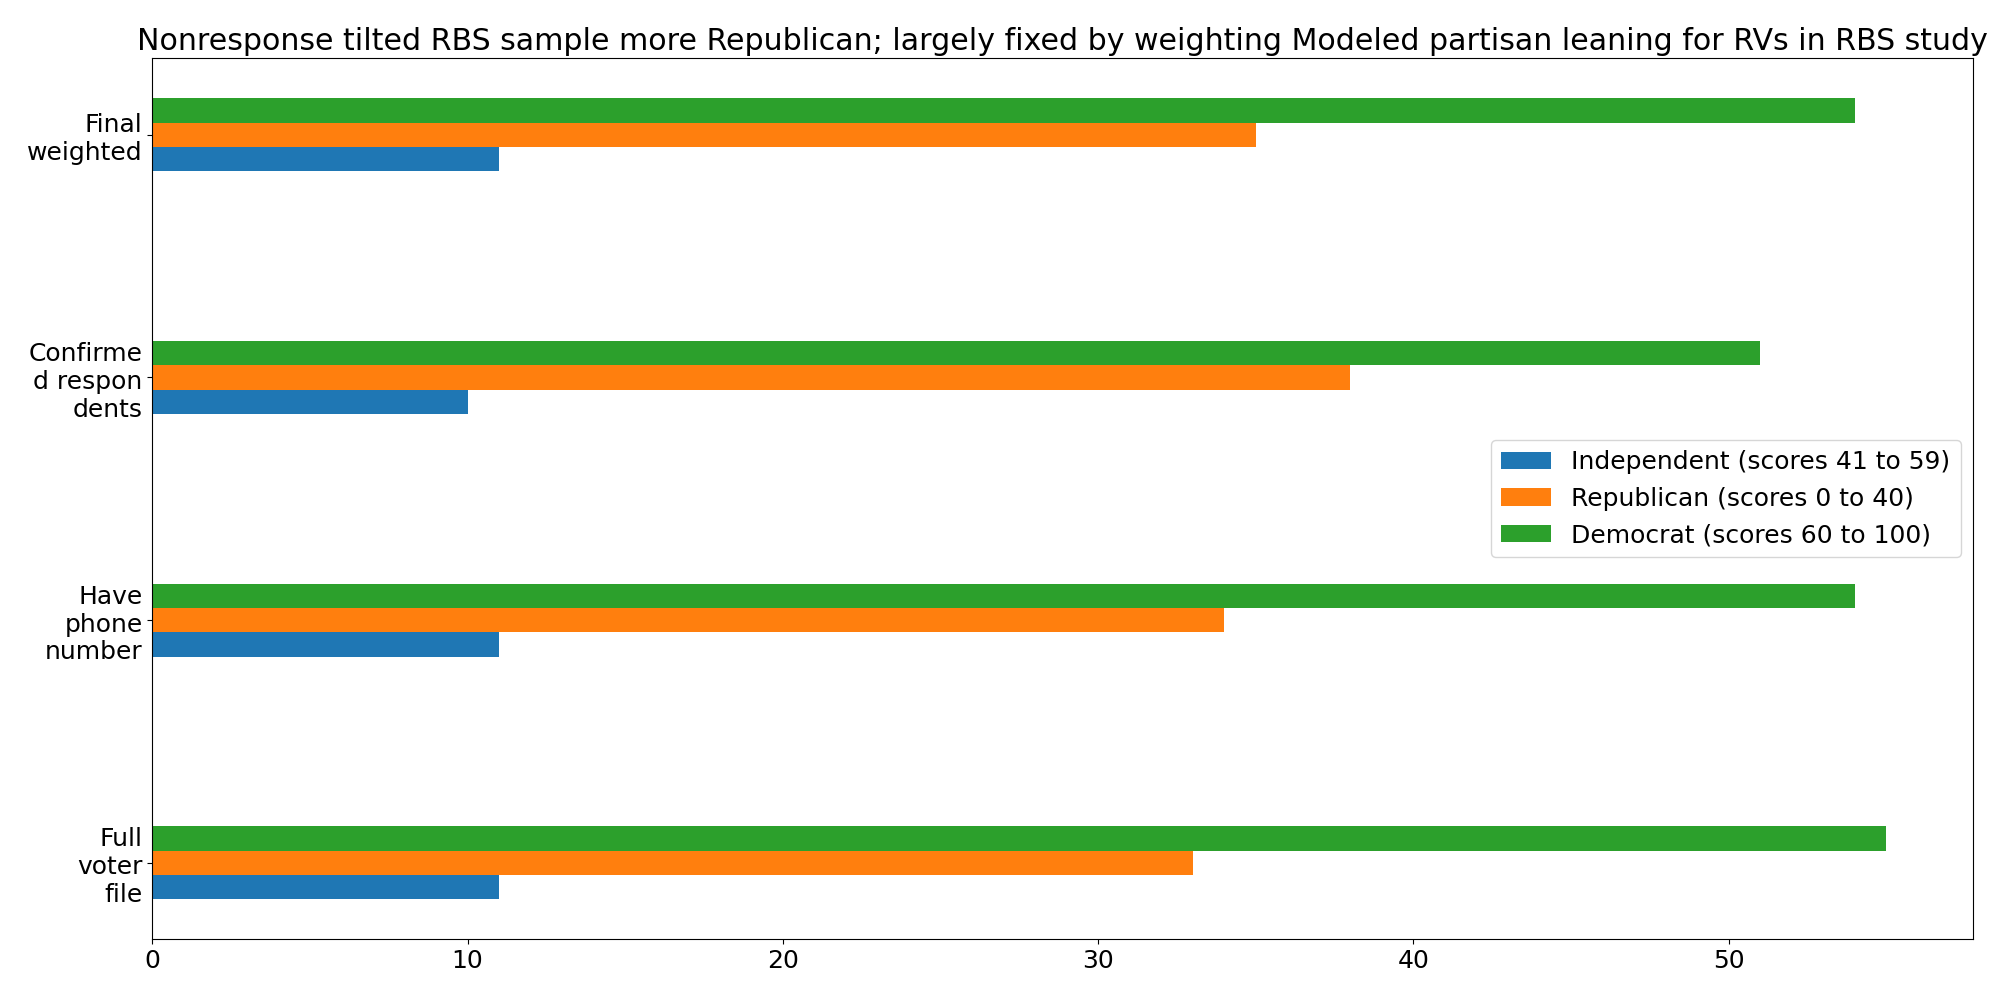 Nonresponse tilted RBS sample more Republican; largely fixed by weighting Modeled partisan leaning for RVs in RBS study
Final
weighted
Confirme
d respon
dents
Have
phone
number
Full
voter
file
Independent (scores 41 to 59)
Republican (scores 0 to 40)
Democrat (scores 60 to 100)
0 10 20 30 40 50